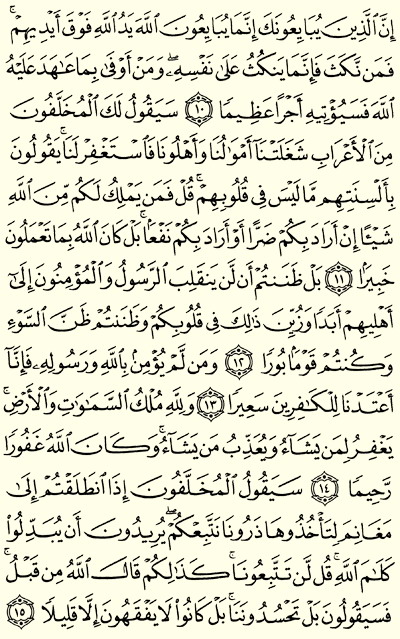 إِنَّ ٱلَّذِينَ يُبَايِعُونَكَ إِنَّمَا يُبَايِعُونَ ٱللَّهَ يَدُ ٱللَّهِ فَوْقَ أَيْدِيهِمْ ۚ
فَمَن نَّكَثَ فَإِنَّمَا يَنكُثُ عَلَىٰ نَفْسِهِۦ ۖ وَمَنْ أَوْفَىٰ بِمَا عَٰهَدَ عَلَيْهُ
ٱللَّهَ فَسَيُؤْتِيهِ أَجْرًا عَظِيمًا ۝١٠ سَيَقُولُ لَكَ ٱلْمُخَلَّفُونَ
مِنَ ٱلْأَعْرَابِ شَغَلَتْنَآ أَمْوَٰلُنَا وَأَهْلُونَا فَٱسْتَغْفِرْ لَنَا ۚ يَقُولُونَ
بِأَلْسِنَتِهِم مَّا لَيْسَ فِى قُلُوبِهِمْ ۚ قُلْ فَمَن يَمْلِكُ لَكُم مِّنَ ٱللَّهِ
شَيْـًٔا إِنْ أَرَادَ بِكُمْ ضَرًّا أَوْ أَرَادَ بِكُمْ نَفْعًۢا ۚ بَلْ كَانَ ٱللَّهُ بِمَا تَعْمَلُونَ
خَبِيرًۢا ۝١١ بَلْ ظَنَنتُمْ أَن لَّن يَنقَلِبَ ٱلرَّسُولُ وَٱلْمُؤْمِنُونَ إِلَىٰٓ
أَهْلِيهِمْ أَبَدًا وَزُيِّنَ ذَٰلِكَ فِى قُلُوبِكُمْ وَظَنَنتُمْ ظَنَّ ٱلسَّوْءِ
وَكُنتُمْ قَوْمًۢا بُورًا ۝١٢ وَمَن لَّمْ يُؤْمِنۢ بِٱللَّهِ وَرَسُولِهِۦ فَإِنَّآ
أَعْتَدْنَا لِلْكَٰفِرِينَ سَعِيرًا ۝١٣ وَلِلَّهِ مُلْكُ ٱلسَّمَٰوَٰتِ وَٱلْأَرْضِ ۚ
يَغْفِرُ لِمَن يَشَآءُ وَيُعَذِّبُ مَن يَشَآءُ ۚ وَكَانَ ٱللَّهُ غَفُورًا
رَّحِيمًا ۝١٤ سَيَقُولُ ٱلْمُخَلَّفُونَ إِذَا ٱنطَلَقْتُمْ إِلَىٰ
مَغَانِمَ لِتَأْخُذُوهَا ذَرُونَا نَتَّبِعْكُمْ ۖ يُرِيدُونَ أَن يُبَدِّلُوا۟
كَلَٰمَ ٱللَّهِ ۚ قُل لَّن تَتَّبِعُونَا ۚ كَذَٰلِكُمْ قَالَ ٱللَّهُ مِن قَبْلُ ۖ
فَسَيَقُولُونَ بَلْ تَحْسُدُونَنَا ۚ بَلْ كَانُوا۟ لَا يَفْقَهُونَ إِلَّا قَلِيلًا ۝١٥